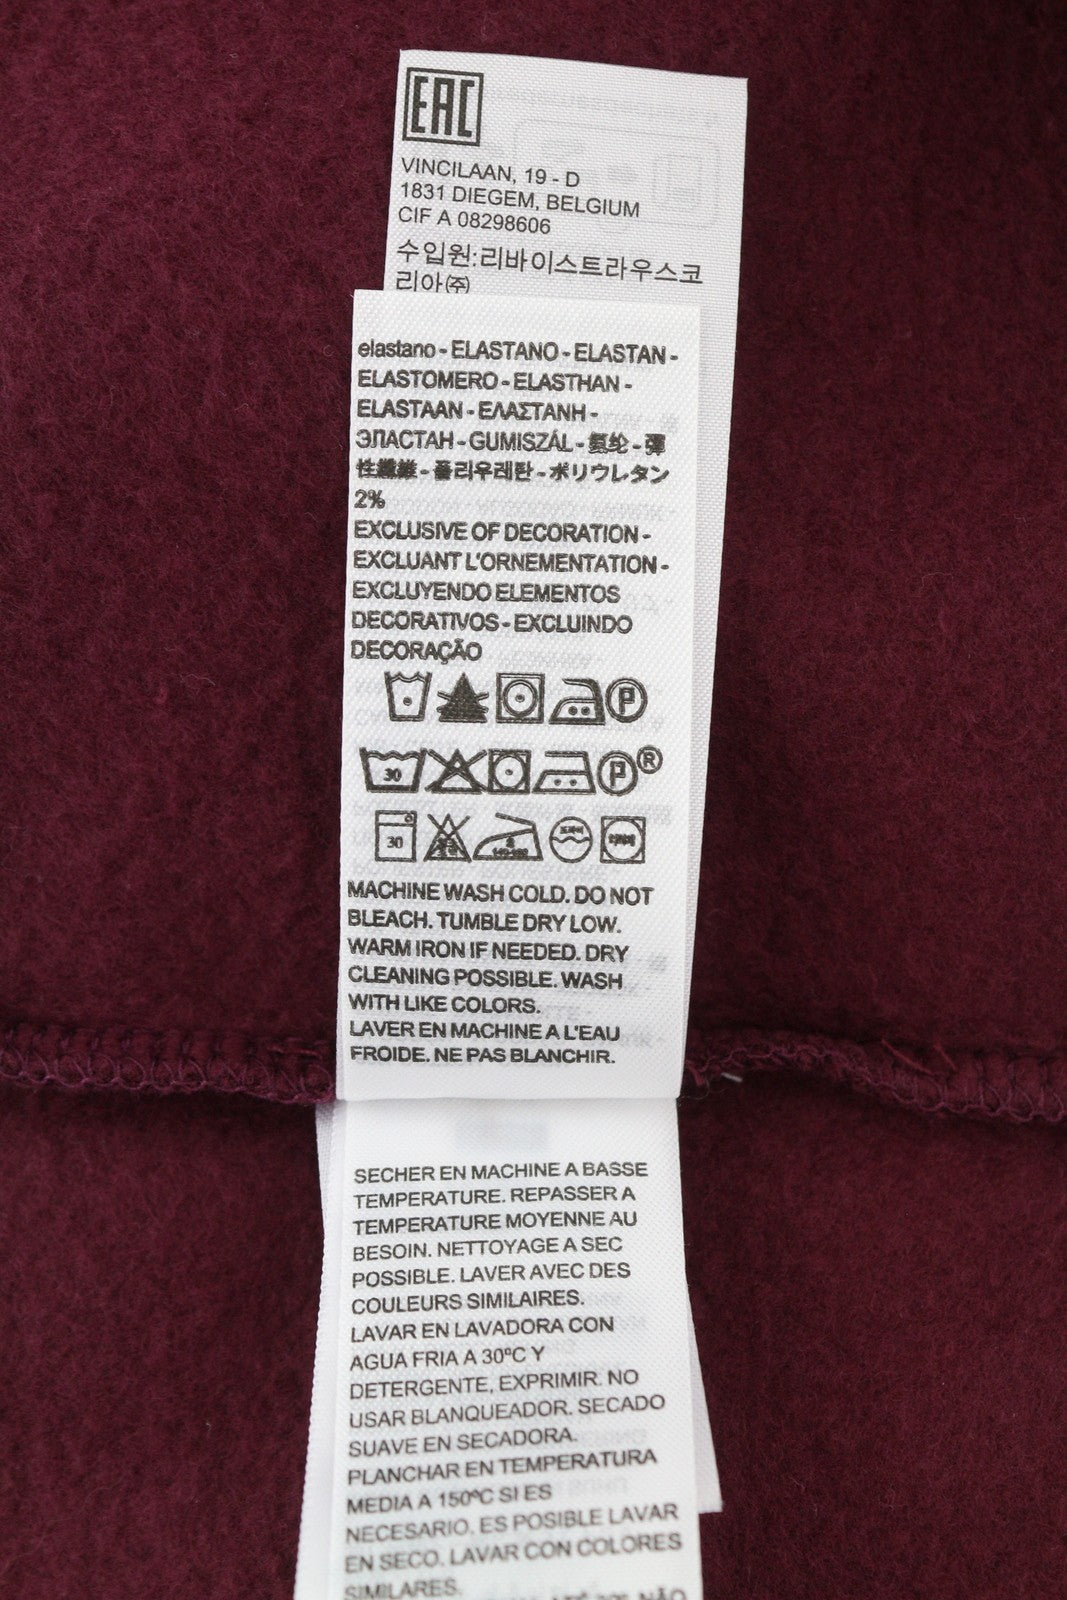 EAC
VINCILAAN, 19 - D
1831 DIEGEM, BELGIUM
CIF A 08298606
수입원:리바이스트라우스코
리아㈜
elastano - ELASTANO - ELASTAN -
ELASTOMERO - ELASTHAN -
ELASTAAN - ΕΛΑΣΤΑΝΗ -
ЭЛАСТАН - GUMISZÁL - 氨纶 - 彈
性纖維 - 폴리우레탄 - ポリウレタン
2%
EXCLUSIVE OF DECORATION -
EXCLUANT L'ORNEMENTATION -
EXCLUYENDO ELEMENTOS
DECORATIVOS - EXCLUINDO
DECORAÇÃO
P
30 P ®
30
MACHINE WASH COLD. DO NOT
BLEACH. TUMBLE DRY LOW.
WARM IRON IF NEEDED. DRY
CLEANING POSSIBLE. WASH
WITH LIKE COLORS.
LAVER EN MACHINE A L'EAU
FROIDE. NE PAS BLANCHIR.
SECHER EN MACHINE A BASSE
TEMPERATURE. REPASSER A
TEMPERATURE MOYENNE AU
BESOIN. NETTOYAGE A SEC
POSSIBLE. LAVER AVEC DES
COULEURS SIMILAIRES.
LAVAR EN LAVADORA CON
AGUA FRIA A 30ºC Y
DETERGENTE, EXPRIMIR. NO
USAR BLANQUEADOR. SECADO
SUAVE EN SECADORA.
PLANCHAR EN TEMPERATURA
MEDIA A 150ºC SI ES
NECESARIO. ES POSIBLE LAVAR
EN SECO. LAVAR CON COLORES
SIMILARES.